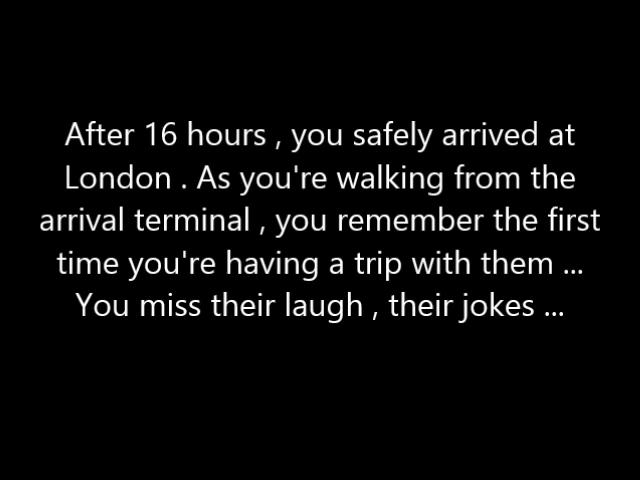 After 16 hours , you safely arrived at
London . As you're walking from the
arrival terminal , you remember the first
time you're having a trip with them ...
You miss their laugh , their jokes ...